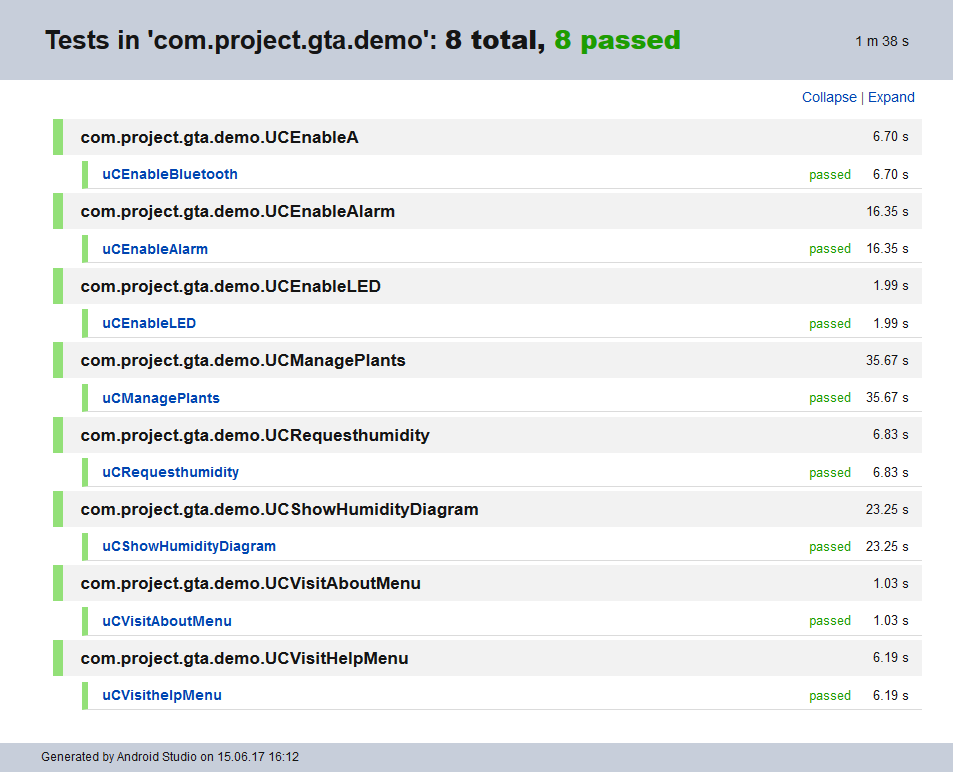 Tests in 'com.project.gta.demo': 8 total, 8 passed 1 m 38 s
Collapse | Expand
com.project.gta.demo.UCEnableA 6.70 s
uCEnableBluetooth passed 6.70 s
com.project.gta.demo.UCEnableAlarm 16.35 s
uCEnableAlarm passed 16.35 s
com.project.gta.demo.UCEnableLED 1.99 s
uCEnableLED passed 1.99 s
com.project.gta.demo.UCManagePlants 35.67 s
uCManagePlants passed 35.67 s
com.project.gta.demo.UCRequesthumidity 6.83 s
uCRequesthumidity passed 6.83 s
com.project.gta.demo.UCShowHumidityDiagram 23.25 s
uCShowHumidityDiagram passed 23.25 s
com.project.gta.demo.UCVisitAboutMenu 1.03 s
uCVisitAboutMenu passed 1.03 s
com.project.gta.demo.UCVisitHelpMenu 6.19 s
uCVisithelpMenu passed 6.19 s
Generated by Android Studio on 15.06.17 16:12